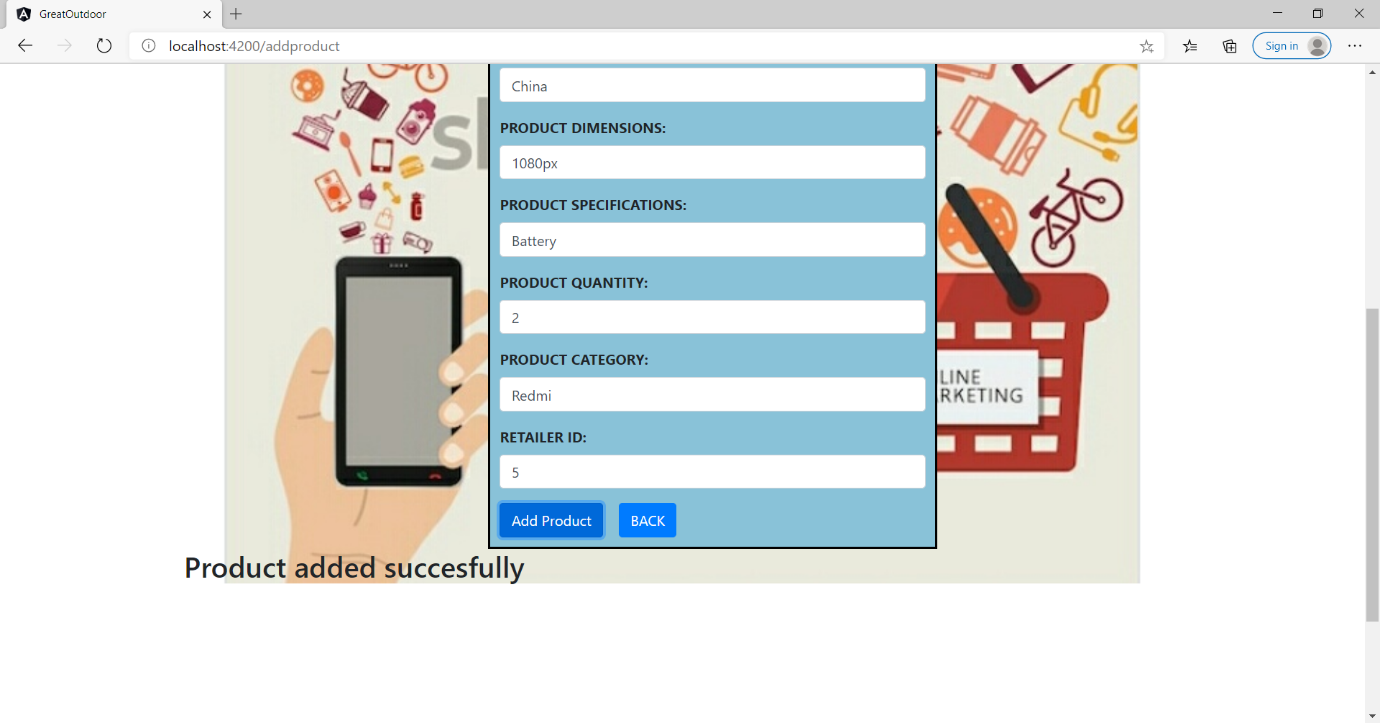 GreatOutdoor
localhost:4200/addproduct
Sign in
China
PRODUCT DIMENSIONS:
1080px
PRODUCT SPECIFICATIONS:
Battery
PRODUCT QUANTITY:
2
PRODUCT CATEGORY:
Redmi
RETAILER ID:
5
Add Product
BACK
Product added succesfully
LINE
RKETING